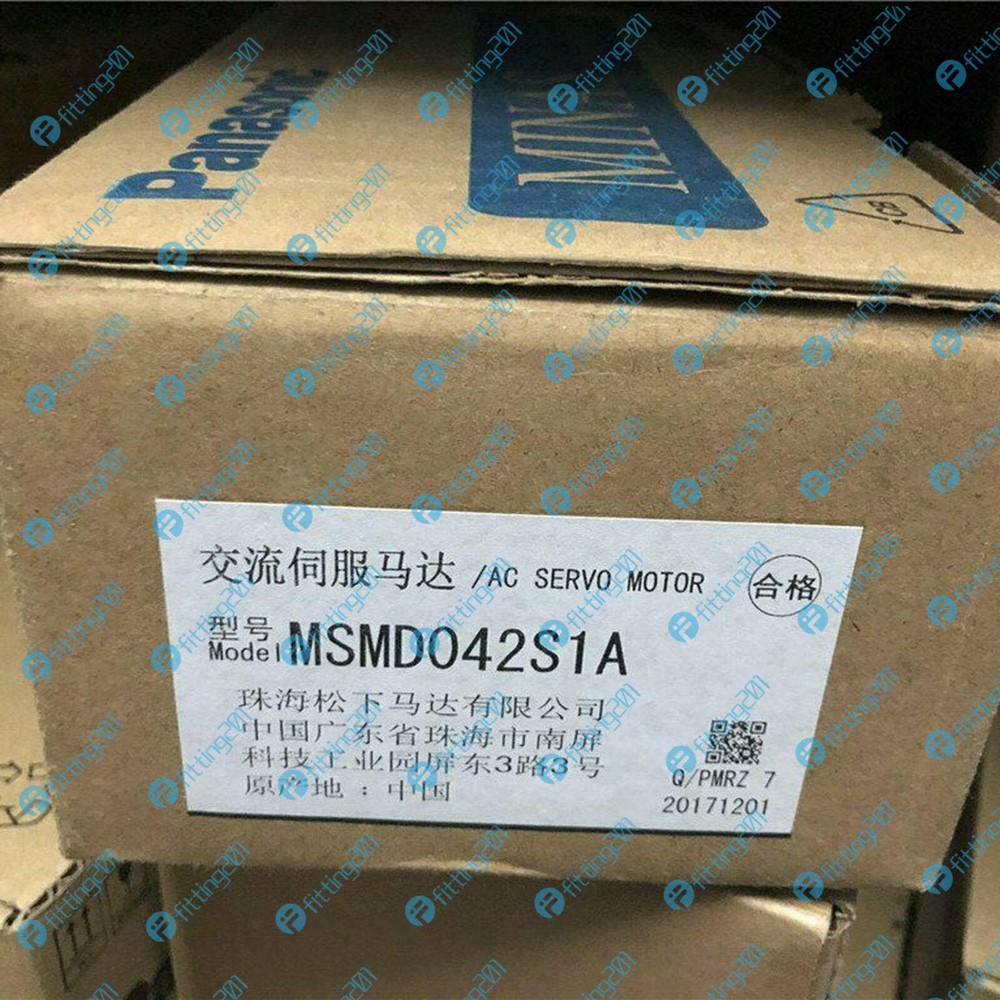 Panasonic
MINAS
交流伺服马达 /AC SERVO MOTOR
合格
型号
Model MSMD042S1A
珠海松下马达有限公司
中国广东省珠海市南屏
科技工业园屏东3路3号
原产地：中国
Q/PMRZ 7
20171201
fitting201